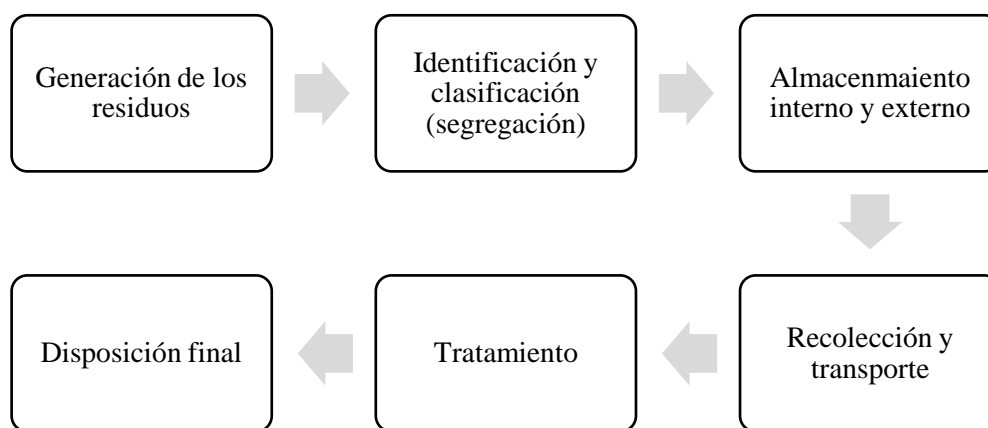 Generación de los
residuos
Identificación y
clasificación
(segregación)
Almacenmaiento
interno y externo
Recolección y
transporte
Tratamiento
Disposición final